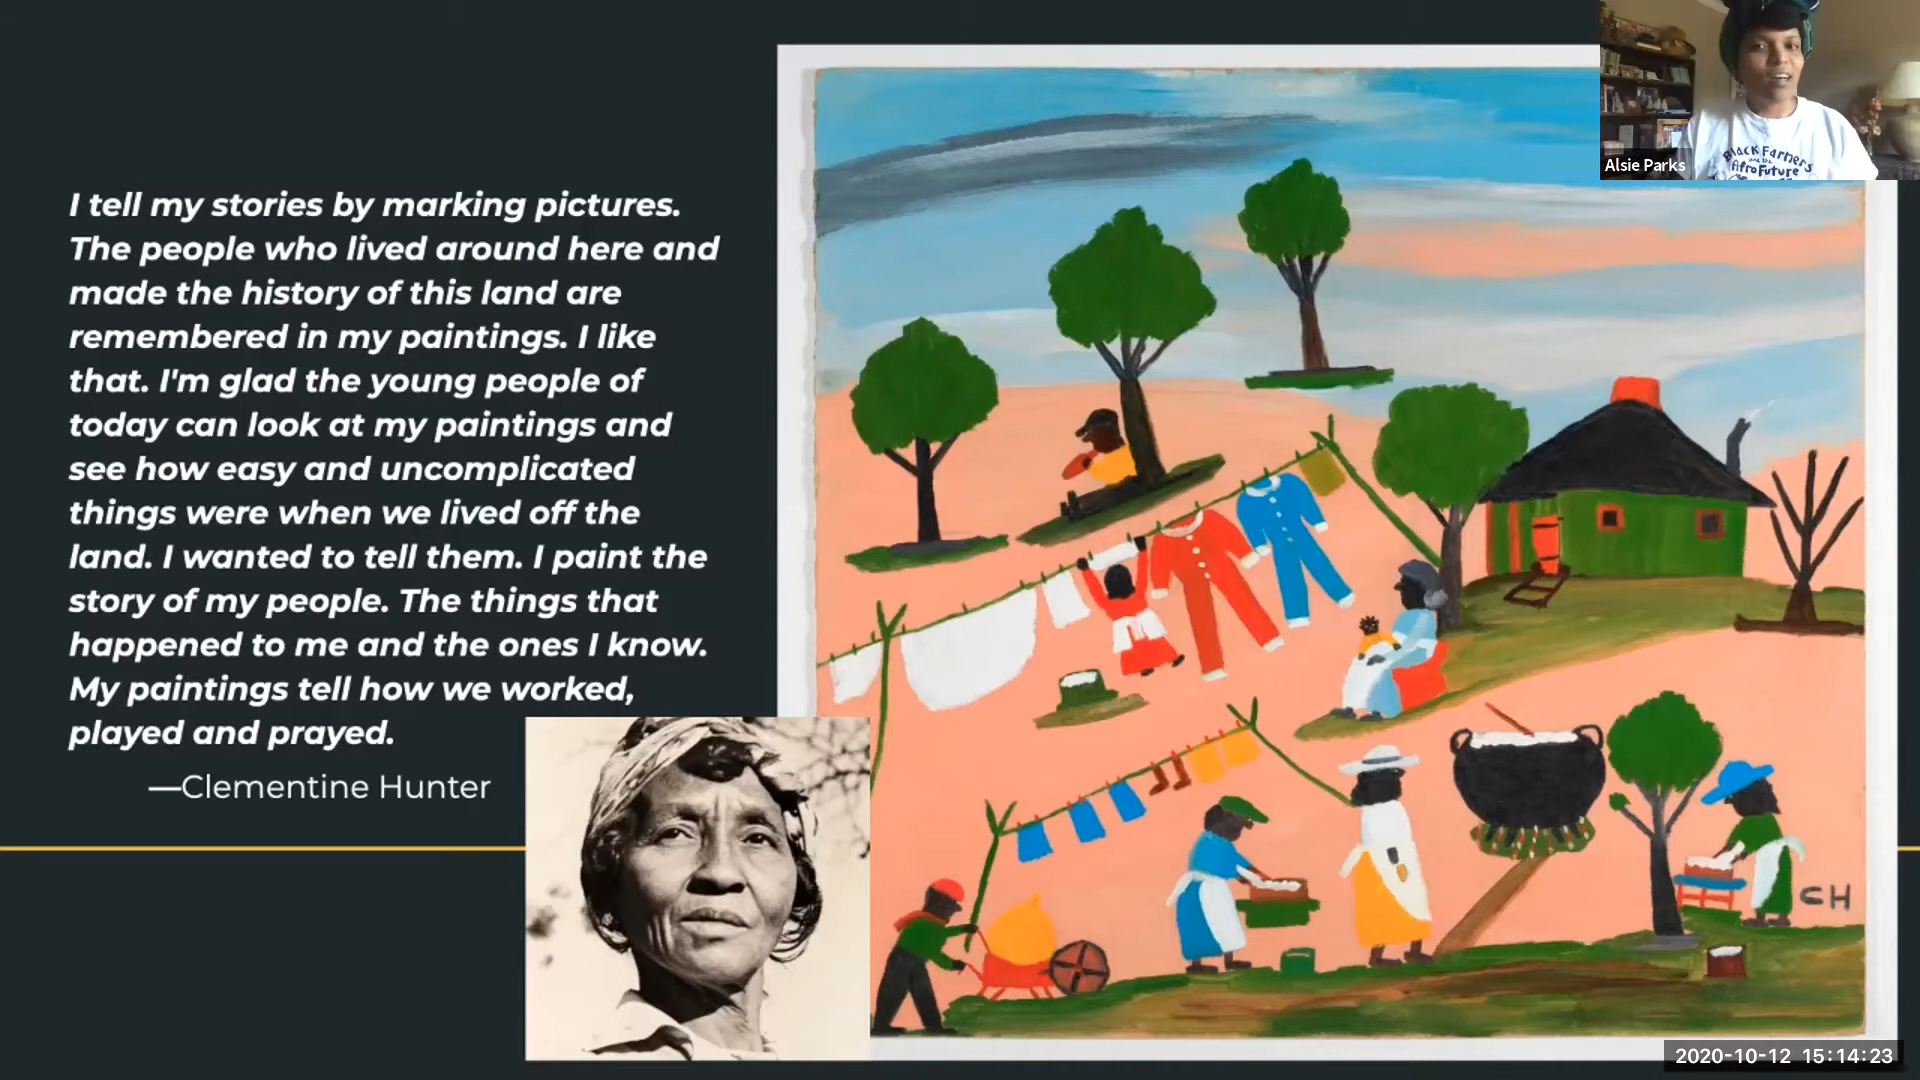 I tell my stories by marking pictures.
The people who lived around here and
made the history of this land are
remembered in my paintings. I like
that. I'm glad the young people of
today can look at my paintings and
see how easy and uncomplicated
things were when we lived off the
land. I wanted to tell them. I paint the
story of my people. The things that
happened to me and the ones I know.
My paintings tell how we worked,
played and prayed.
—Clementine Hunter
Alsie Parks
Black Farmers
are the
AfroFuture
CH
2020-10-12 15:14:23